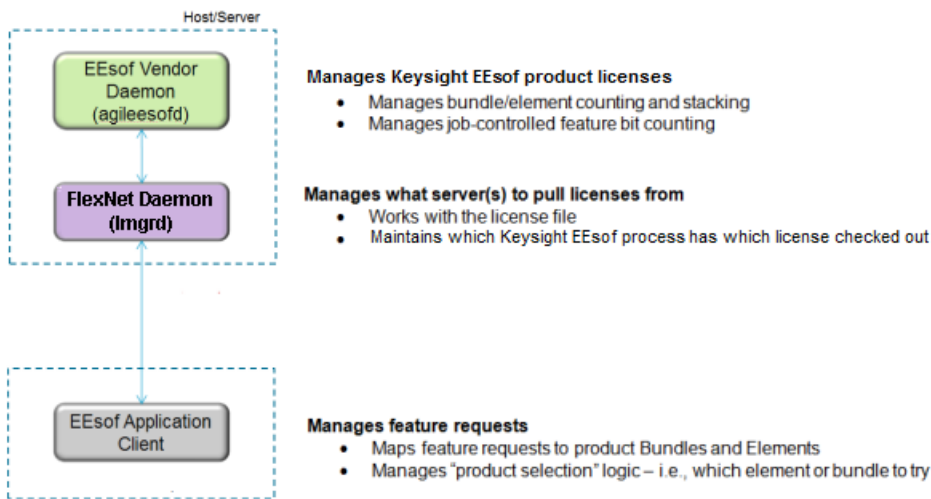 Host/Server
EEsof Vendor
Daemon
(agileesofd)
Manages Keysight EEsof product licenses
• Manages bundle/element counting and stacking
• Manages job-controlled feature bit counting
FlexNet Daemon
(lmgrd)
Manages what server(s) to pull licenses from
• Works with the license file
• Maintains which Keysight EEsof process has which license checked out
EEsof Application
Client
Manages feature requests
• Maps feature requests to product Bundles and Elements
• Manages “product selection” logic – i.e., which element or bundle to try